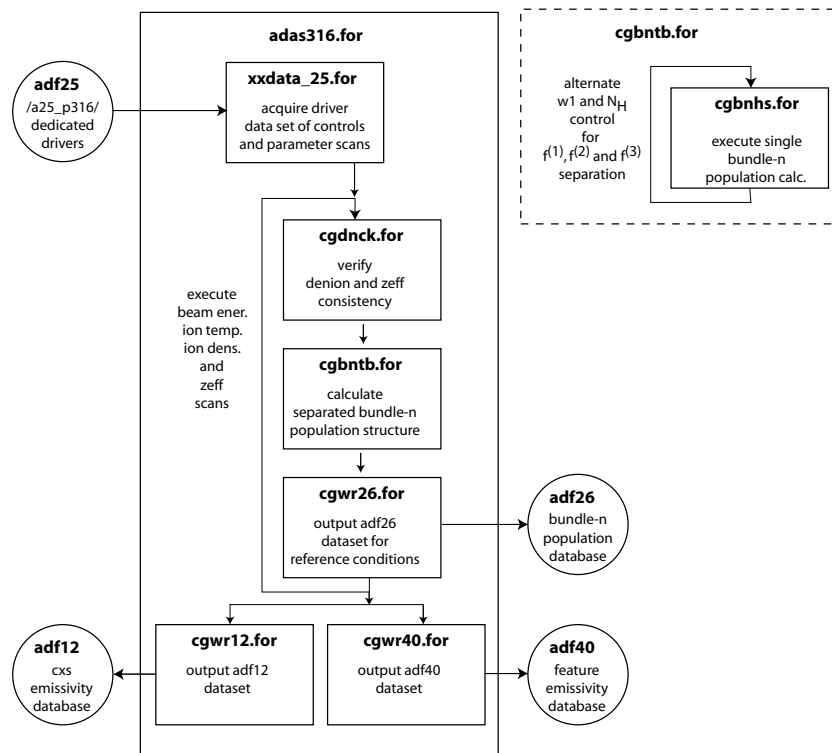 adas316.for
cgbntb.for
adf25
/a25_p316/
dedicated
drivers
xxdata_25.for
acquire driver
data set of controls
and parameter scans
alternate
w1 and NH
control
for
f(1), f(2) and f(3)
separation
cgbnhs.for
execute single
bundle-n
population calc.
cgdnck.for
verify
denion and zeff
consistency
execute
beam ener.
ion temp.
ion dens.
and
zeff
scans
cgbntb.for
calculate
separated bundle-n
population structure
cgwr26.for
output adf26
dataset for
reference conditions
adf26
bundle-n
population
database
adf12
cxs
emissivity
database
cgwr12.for
output adf12
dataset
cgwr40.for
output adf40
dataset
adf40
feature
emissivity
database